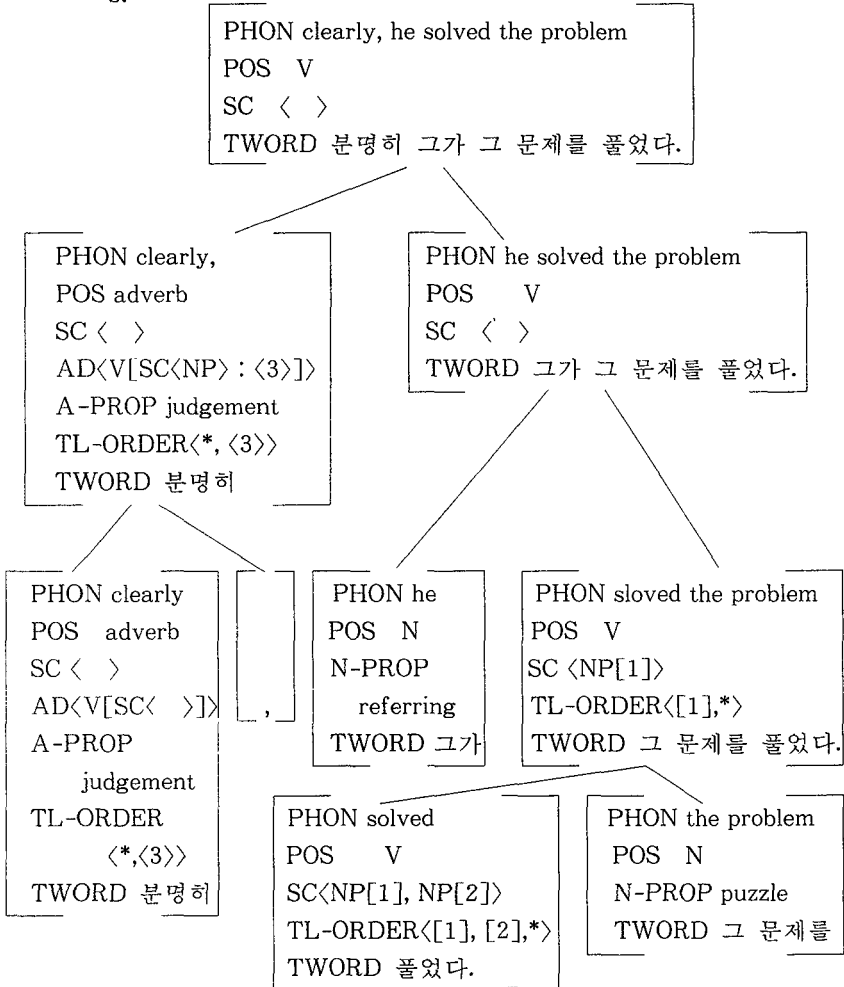 PHON clearly, he solved the problem
POS V
SC 〈 〉
TWORD 분명히 그가 그 문제를 풀었다.
PHON clearly,
POS adverb
SC〈 〉
AD〈V[SC〈NP〉:〈3〉]〉
A-PROP judgement
TL-ORDER〈*,〈3〉〉
TWORD 분명히
PHON he solved the problem
POS V
SC 〈 〉
TWORD 그가 그 문제를 풀었다.
PHON clearly
POS adverb
SC〈 〉
AD〈V[SC〈 〉]〉
A-PROP
judgement
TL-ORDER
〈*,〈3〉〉
TWORD 분명히
,
PHON he
POS N
N-PROP
referring
TWORD 그가
PHON sloved the problem
POS V
SC〈NP[1]〉
TL-ORDER〈[1],*〉
TWORD 그 문제를 풀었다.
PHON solved
POS V
SC〈NP[1], NP[2]〉
TL-ORDER〈[1], [2],*〉
TWORD 풀었다.
PHON the problem
POS N
N-PROP puzzle
TWORD 그 문제를